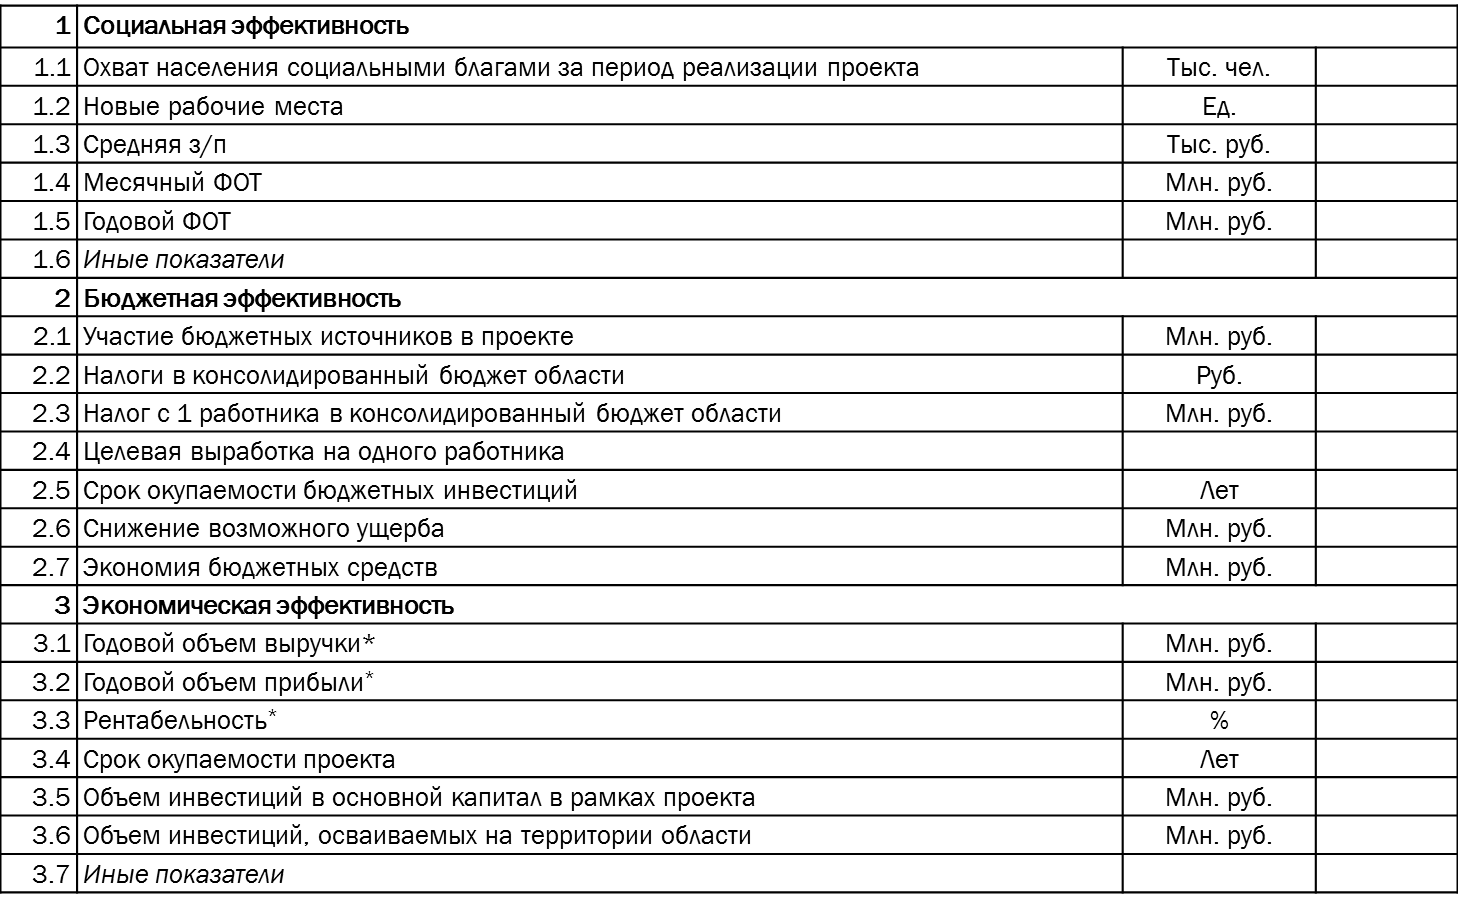 1 Социальная эффективность
1.1 Охват населения социальными благами за период реализации проекта Тыс. чел.
1.2 Новые рабочие места Ед.
1.3 Средняя з/п Тыс. руб.
1.4 Месячный ФОТ Млн. руб.
1.5 Годовой ФОТ Млн. руб.
1.6 Иные показатели
2 Бюджетная эффективность
2.1 Участие бюджетных источников в проекте Млн. руб.
2.2 Налоги в консолидированный бюджет области Руб.
2.3 Налог с 1 работника в консолидированный бюджет области Млн. руб.
2.4 Целевая выработка на одного работника
2.5 Срок окупаемости бюджетных инвестиций Лет
2.6 Снижение возможного ущерба Млн. руб.
2.7 Экономия бюджетных средств Млн. руб.
3 Экономическая эффективность
3.1 Годовой объем выручки* Млн. руб.
3.2 Годовой объем прибыли* Млн. руб.
3.3 Рентабельность* %
3.4 Срок окупаемости проекта Лет
3.5 Объем инвестиций в основной капитал в рамках проекта Млн. руб.
3.6 Объем инвестиций, осваиваемых на территории области Млн. руб.
3.7 Иные показатели